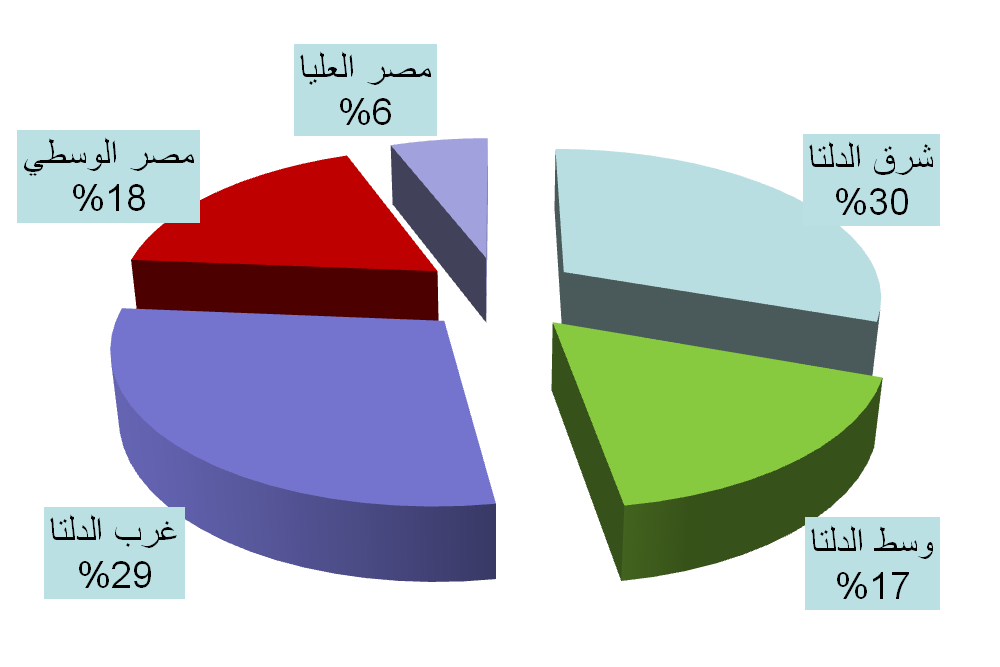 مصر العليا
%6
شرق الدلتا
%30
مصر الوسطي
%18
غرب الدلتا
%29
وسط الدلتا
%17